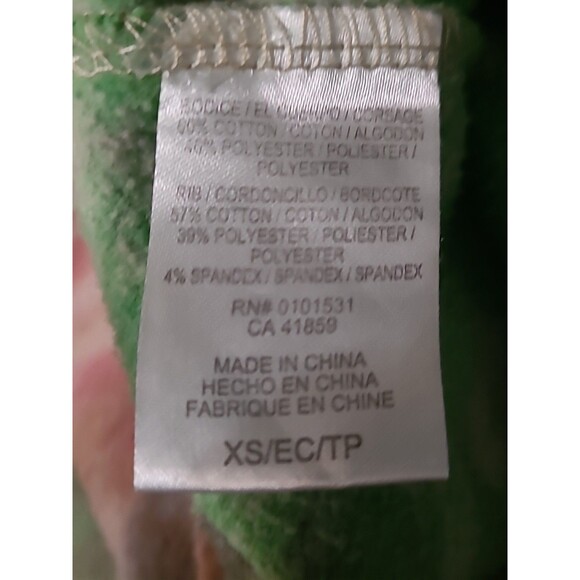 BODICE / EL CUERPO / CORSAGE
60% COTTON / COTON / ALGODON
40% POLYESTER / POLIESTER /
POLYESTER
RIB / CORDONCILLO / BORDCOTE
57% COTTON / COTON / ALGODON
39% POLYESTER / POLIESTER /
POLYESTER
4% SPANDEX / SPANDEX / SPANDEX
RN# 0101531
CA 41859
MADE IN CHINA
HECHO EN CHINA
FABRIQUE EN CHINE
XS/EC/TP